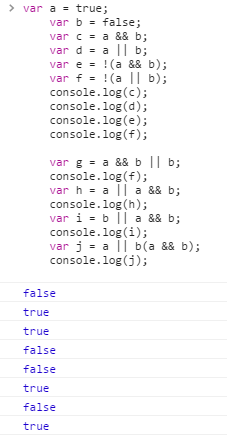 > var a = true;
var b = false;
var c = a && b;
var d = a || b;
var e = !(a && b);
var f = !(a || b);
console.log(c);
console.log(d);
console.log(e);
console.log(f);

var g = a && b || b;
console.log(f);
var h = a || a && b;
console.log(h);
var i = b || a && b;
console.log(i);
var j = a || b(a && b);
console.log(j);
false
true
true
false
false
true
false
true